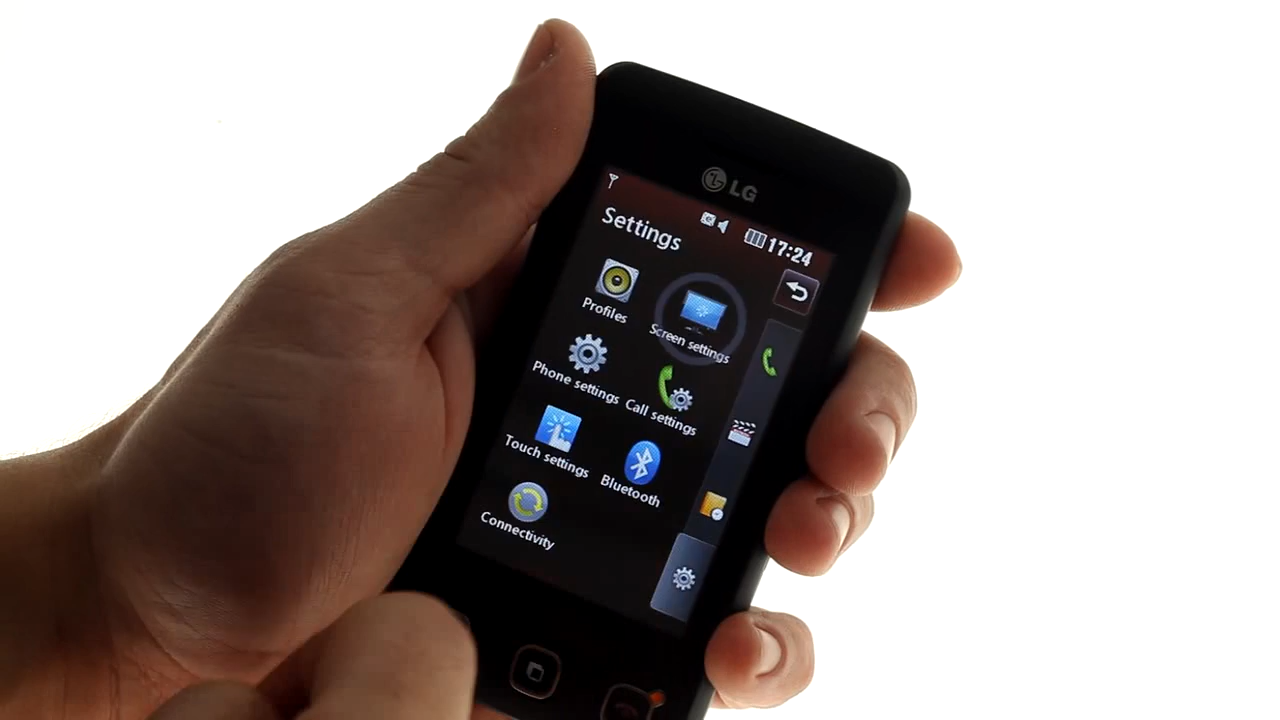 LG
17:24
Settings
Profiles
Screen settings
Phone settings
Call settings
Touch settings
Bluetooth
Connectivity